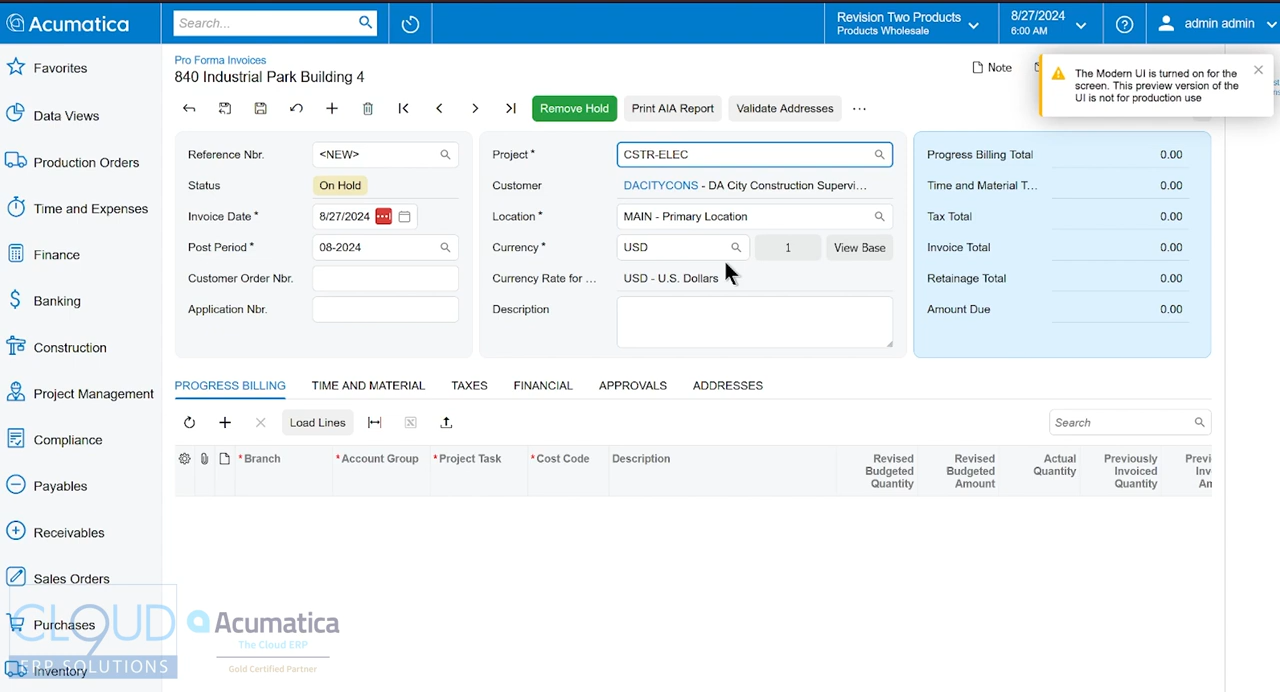 Acumatica
Search...
Revision Two Products
Products Wholesale
8/27/2024
6:00 AM
admin admin
Favorites
Data Views
Production Orders
Time and Expenses
Finance
Banking
Construction
Project Management
Compliance
Payables
Receivables
Sales Orders
Purchases
Inventory
Pro Forma Invoices
840 Industrial Park Building 4
Note
The Modern UI is turned on for the
screen. This preview version of the
UI is not for production use
Remove Hold
Print AIA Report
Validate Addresses
Reference Nbr.
<NEW>
Status
On Hold
Invoice Date *
8/27/2024
Post Period *
08-2024
Customer Order Nbr.
Application Nbr.
Project *
CSTR-ELEC
Customer
DACITYCONS - DA City Construction Supervi...
Location *
MAIN - Primary Location
Currency *
USD
1
View Base
Currency Rate for ...
USD - U.S. Dollars
Description
Progress Billing Total
0.00
Time and Material T...
0.00
Tax Total
0.00
Invoice Total
0.00
Retainage Total
0.00
Amount Due
0.00
PROGRESS BILLING
TIME AND MATERIAL
TAXES
FINANCIAL
APPROVALS
ADDRESSES
Load Lines
Search
*Branch
*Account Group
*Project Task
*Cost Code
Description
Revised
Budgeted
Quantity
Revised
Budgeted
Amount
Actual
Quantity
Previously
Invoiced
Quantity
CLOUD
9
ERP SOLUTIONS
Acumatica
The Cloud ERP
Gold Certified Partner